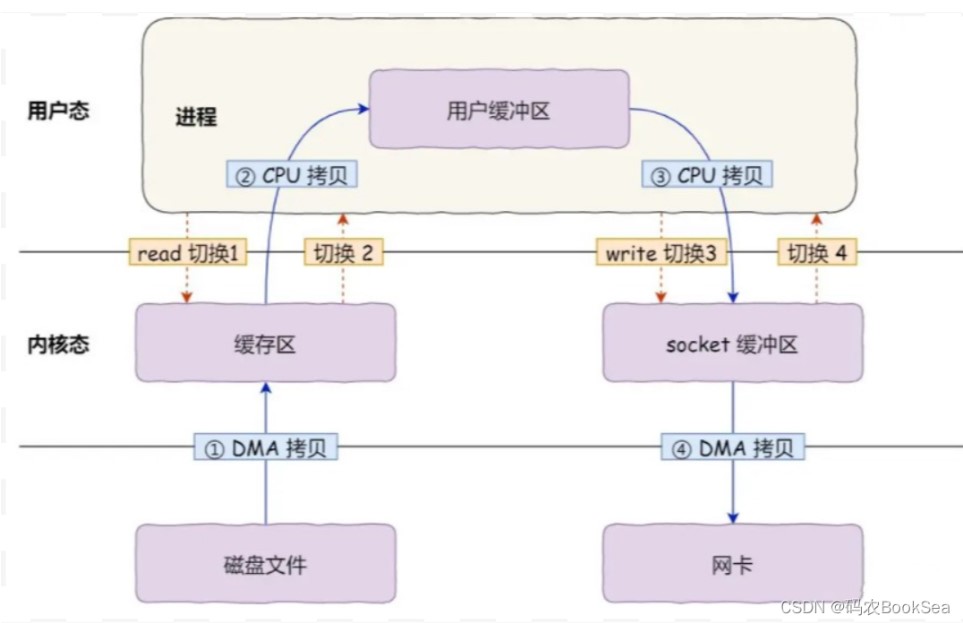 用户态
进程
用户缓冲区
② CPU 拷贝
③ CPU 拷贝
read 切换1
切换 2
write 切换3
切换 4
内核态
缓存区
socket 缓冲区
① DMA 拷贝
④ DMA 拷贝
磁盘文件
网卡
CSDN @码农BookSea